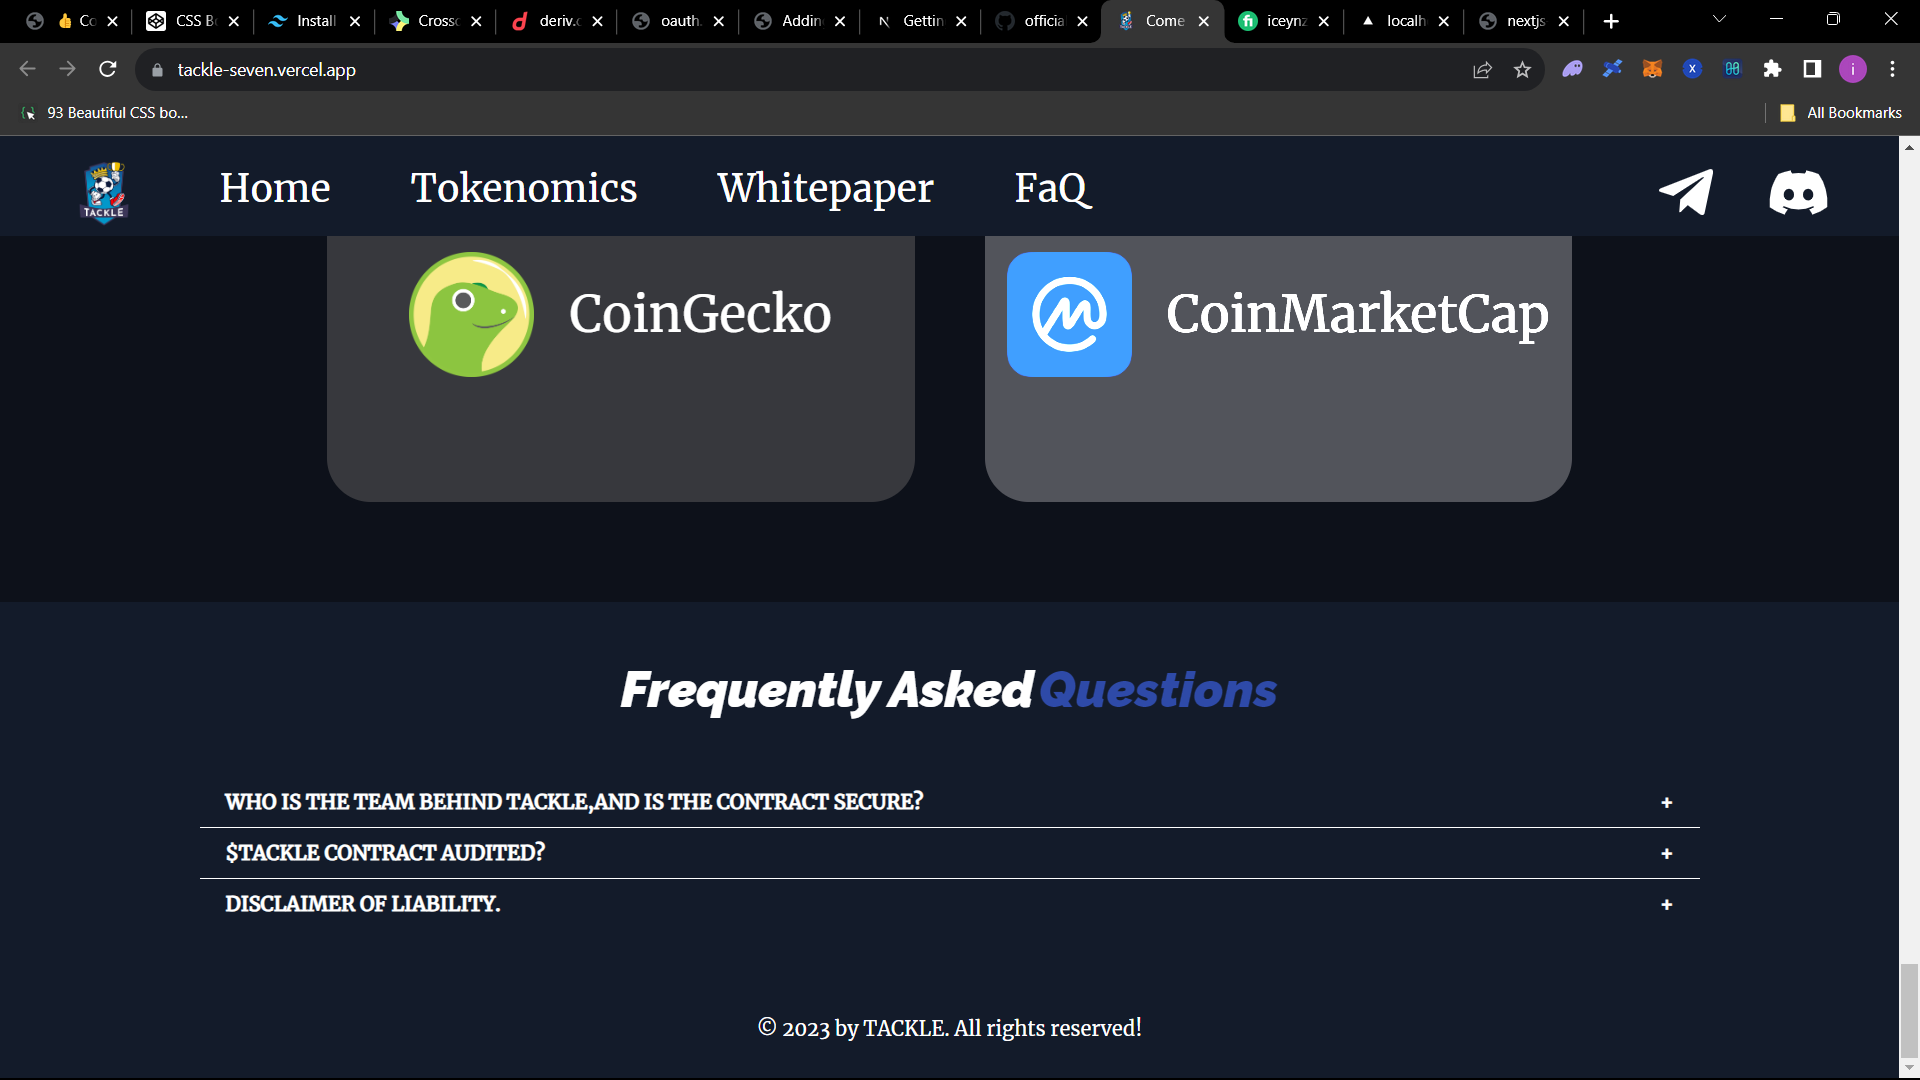 Co
CSS Bo
Install
Crossc
deriv.c
oauth.
Addin
Gettin
officia
Come
iceynz
localh
nextjs
tackle-seven.vercel.app
93 Beautiful CSS bo...
All Bookmarks
TACKLE
Home
Tokenomics
Whitepaper
FaQ
CoinGecko
CoinMarketCap
Frequently Asked Questions
WHO IS THE TEAM BEHIND TACKLE,AND IS THE CONTRACT SECURE?
+
$TACKLE CONTRACT AUDITED?
+
DISCLAIMER OF LIABILITY.
+
© 2023 by TACKLE. All rights reserved!